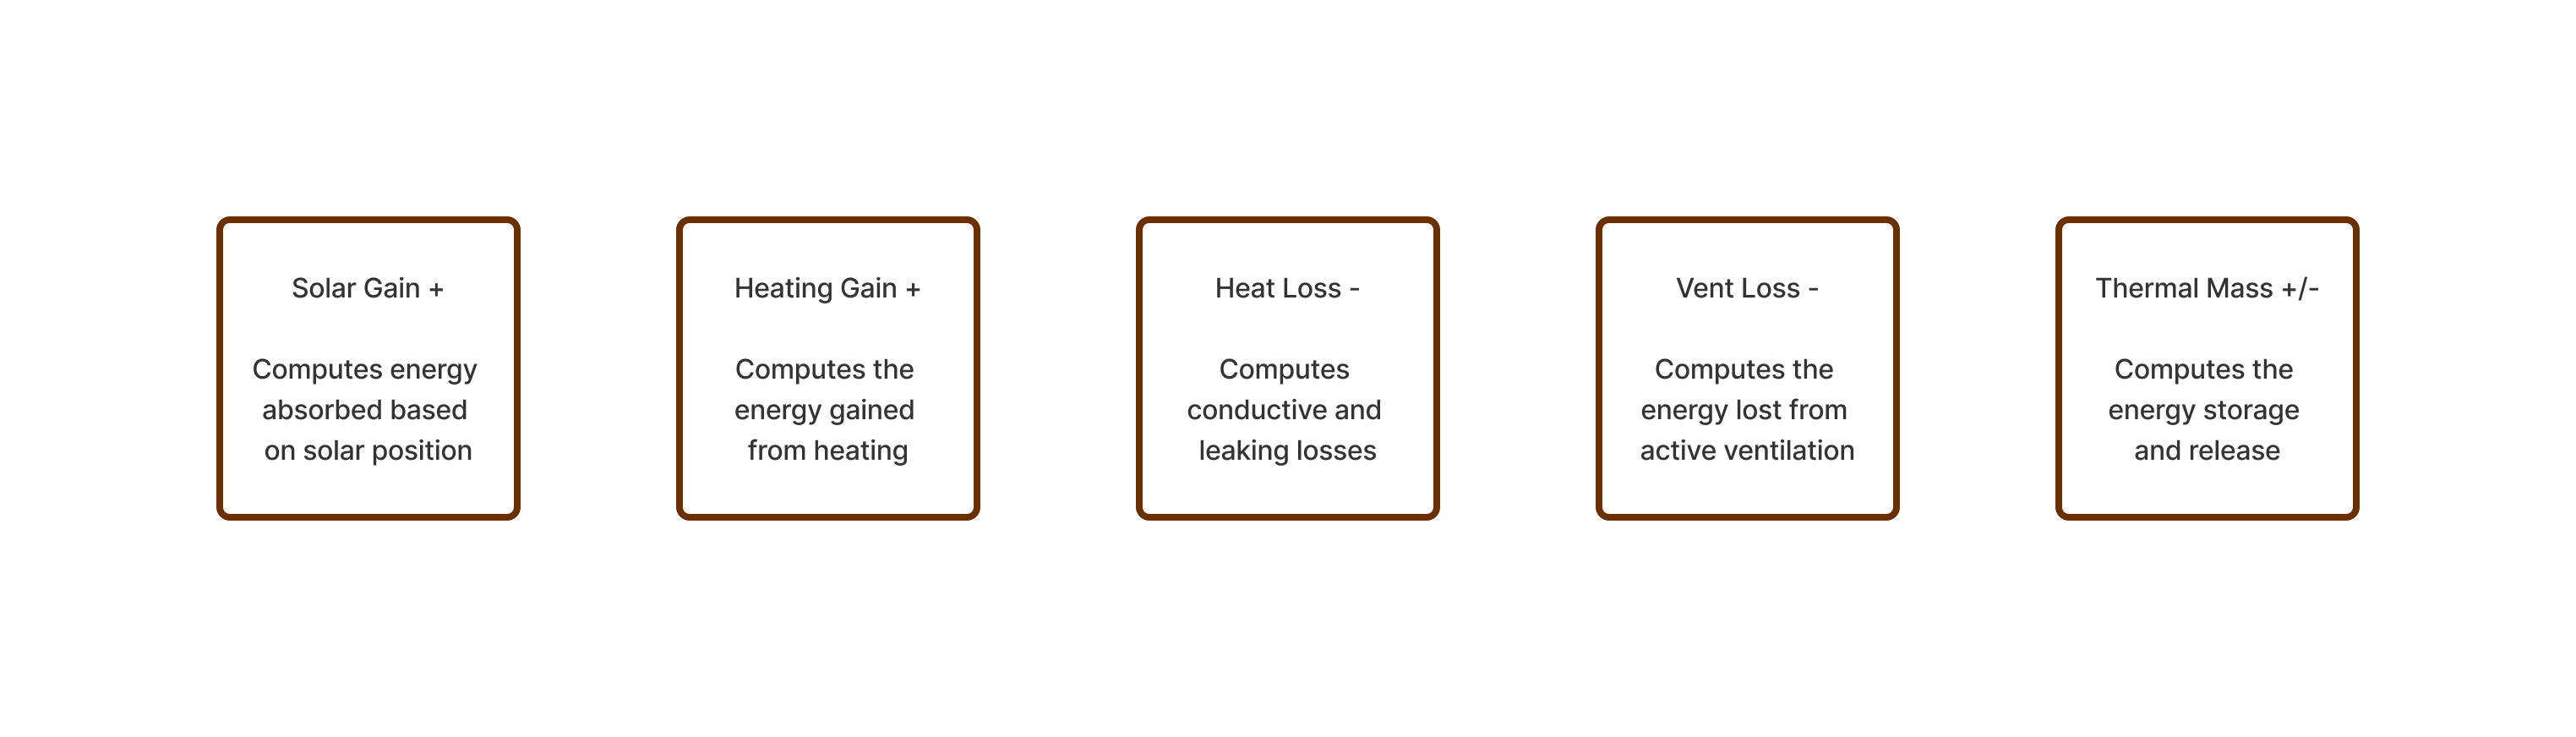 Solar Gain +
Computes energy
absorbed based
on solar position
Heating Gain +
Computes the
energy gained
from heating
Heat Loss -
Computes
conductive and
leaking losses
Vent Loss -
Computes the
energy lost from
active ventilation
Thermal Mass +/-
Computes the
energy storage
and release